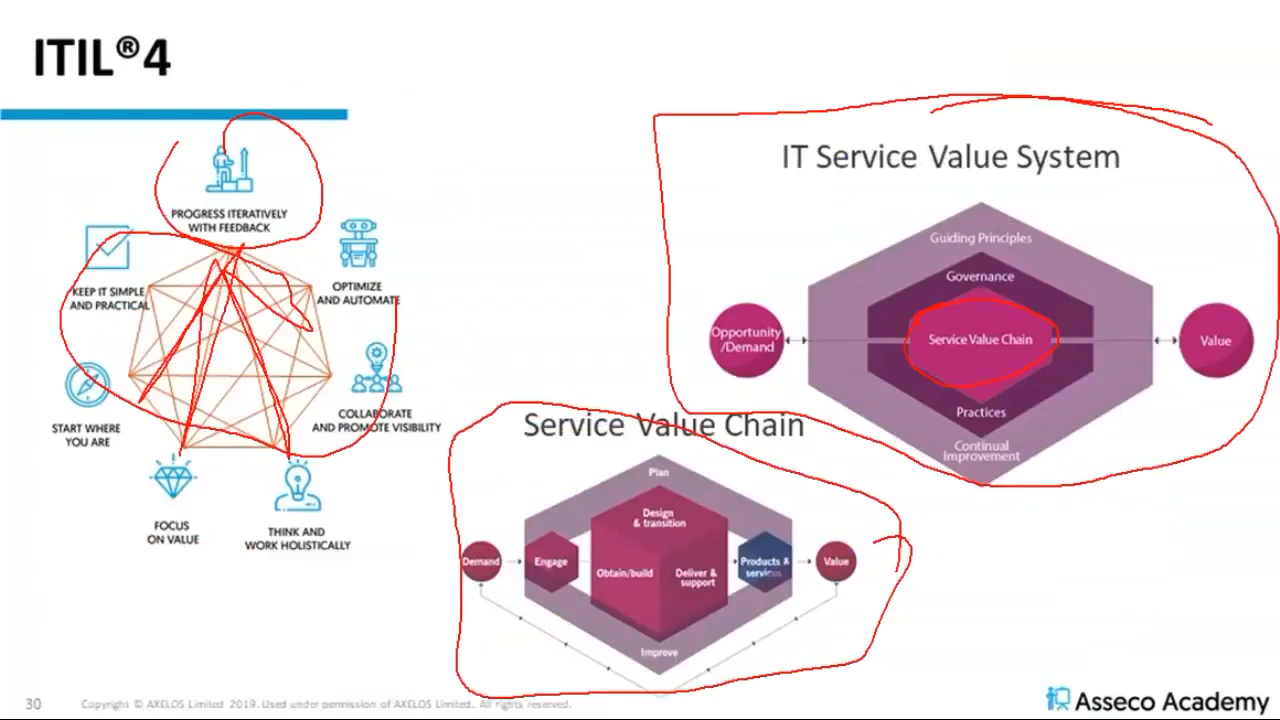 ITIL®4
PROGRESS ITERATIVELY
WITH FEEDBACK
KEEP IT SIMPLE
AND PRACTICAL
OPTIMIZE
AND AUTOMATE
START WHERE
YOU ARE
COLLABORATE
AND PROMOTE VISIBILITY
FOCUS
ON VALUE
THINK AND
WORK HOLISTICALLY
IT Service Value System
Guiding Principles
Governance
Opportunity
/Demand
Service Value Chain
Value
Practices
Continual
Improvement
Service Value Chain
Plan
Design
& transition
Demand
Engage
Obtain/build
Deliver &
support
Products &
services
Value
Improve
30
Copyright © AXELOS Limited 2019. Used under permission of AXELOS Limited. All rights reserved.
Asseco Academy